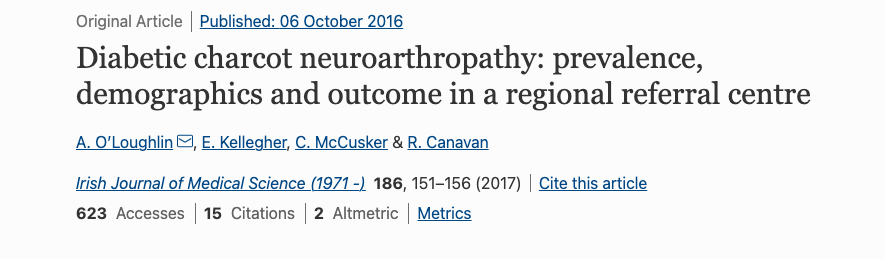 Original Article | Published: 06 October 2016
Diabetic charcot neuroarthropathy: prevalence,
demographics and outcome in a regional referral centre
A. O’Loughlin, E. Kellegher, C. McCusker & R. Canavan
Irish Journal of Medical Science (1971 -) 186, 151–156 (2017) | Cite this article
623 Accesses | 15 Citations | 2 Altmetric | Metrics